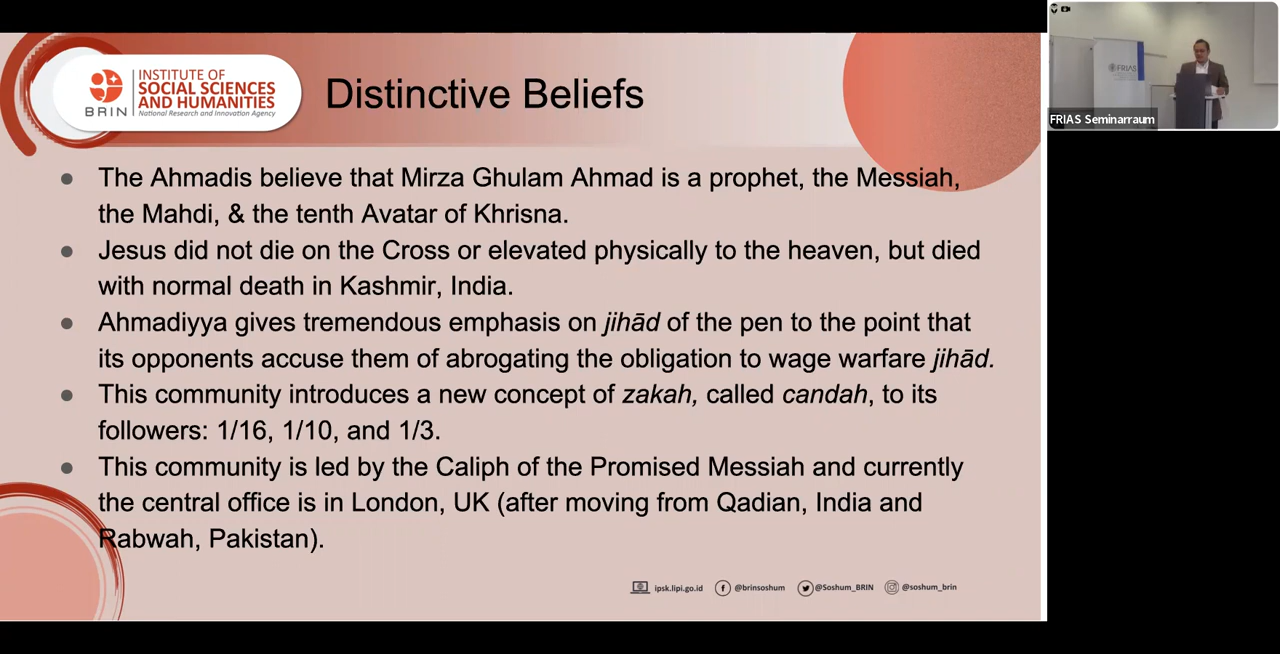 INSTITUTE OF
SOCIAL SCIENCES
AND HUMANITIES
BRIN
National Research and Innovation Agency
Distinctive Beliefs
The Ahmadis believe that Mirza Ghulam Ahmad is a prophet, the Messiah,
the Mahdi, & the tenth Avatar of Khrisna.
Jesus did not die on the Cross or elevated physically to the heaven, but died
with normal death in Kashmir, India.
Ahmadiyya gives tremendous emphasis on jihād of the pen to the point that
its opponents accuse them of abrogating the obligation to wage warfare jihād.
This community introduces a new concept of zakah, called candah, to its
followers: 1/16, 1/10, and 1/3.
This community is led by the Caliph of the Promised Messiah and currently
the central office is in London, UK (after moving from Qadian, India and
Rabwah, Pakistan).
ipsk.lipi.go.id @brinsoshum @Soshum_BRIN @soshum_brin
FRIAS
FRIAS Seminarraum